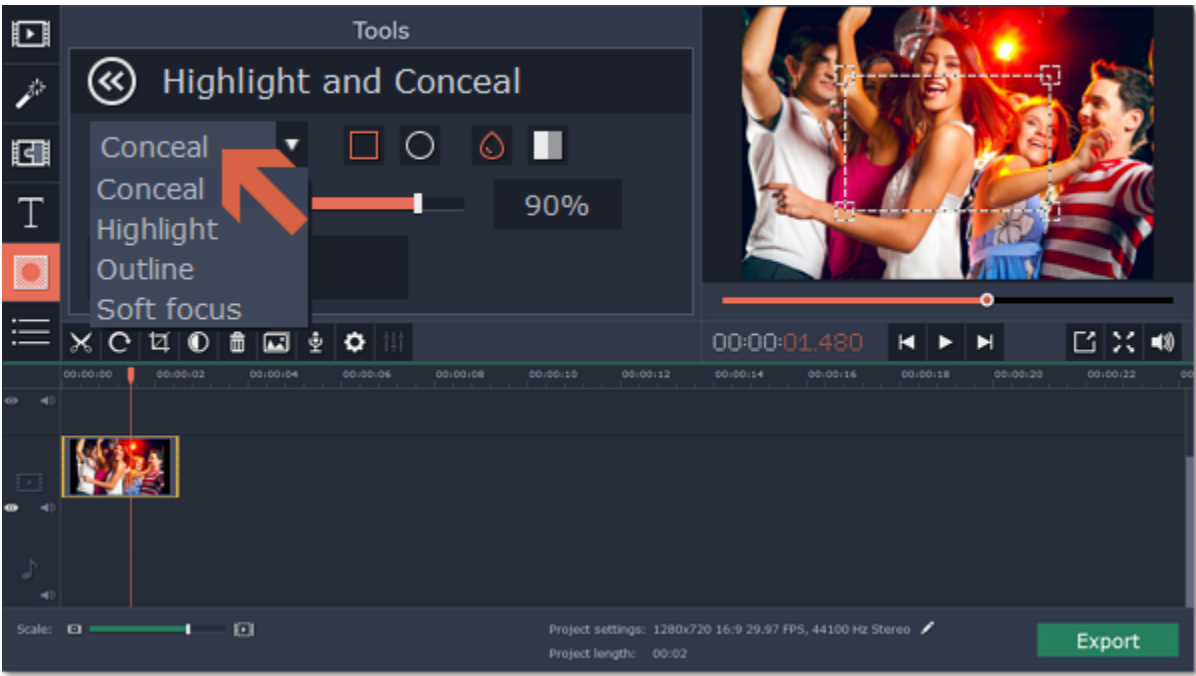 Tools
Highlight and Conceal
Conceal
Conceal
Highlight
Outline
Soft focus
90%
T
00:00:01.480
00:00:00 00:00:02 00:00:04 00:00:06 00:00:08 00:00:10 00:00:12 00:00:14 00:00:16 00:00:18 00:00:20 00:00:22 00
Scale:
Project settings: 1280x720 16:9 29.97 FPS, 44100 Hz Stereo
Project length: 00:02
Export